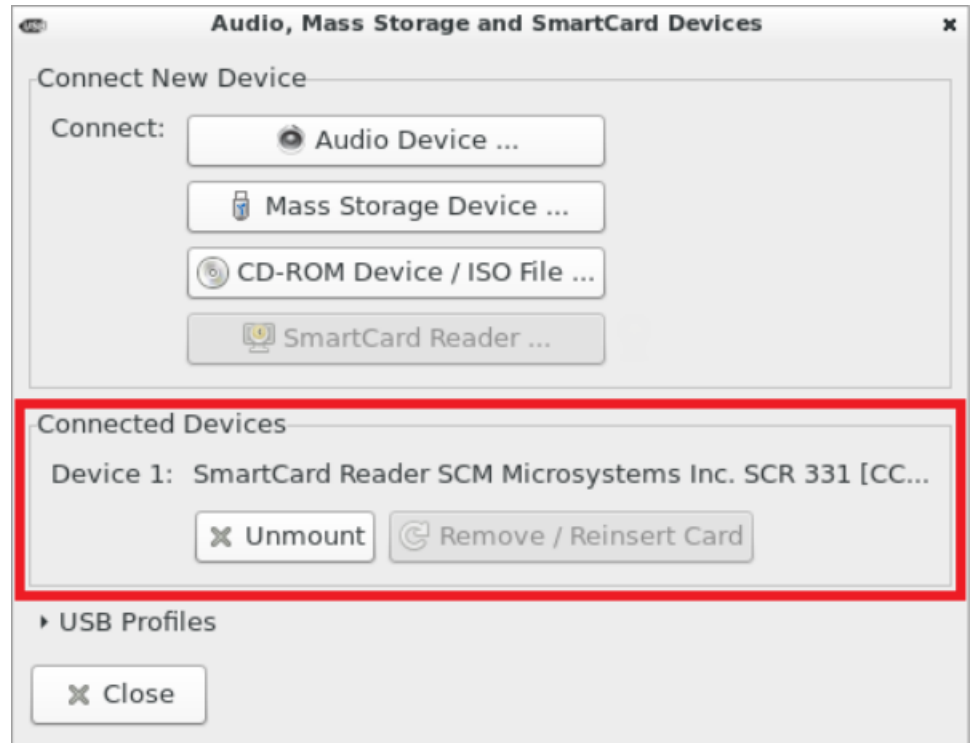 Audio, Mass Storage and SmartCard Devices
Connect New Device
Connect:
Audio Device ...
Mass Storage Device ...
CD-ROM Device / ISO File ...
SmartCard Reader ...
Connected Devices
Device 1: SmartCard Reader SCM Microsystems Inc. SCR 331 [CC...
Unmount Remove / Reinsert Card
USB Profiles
Close